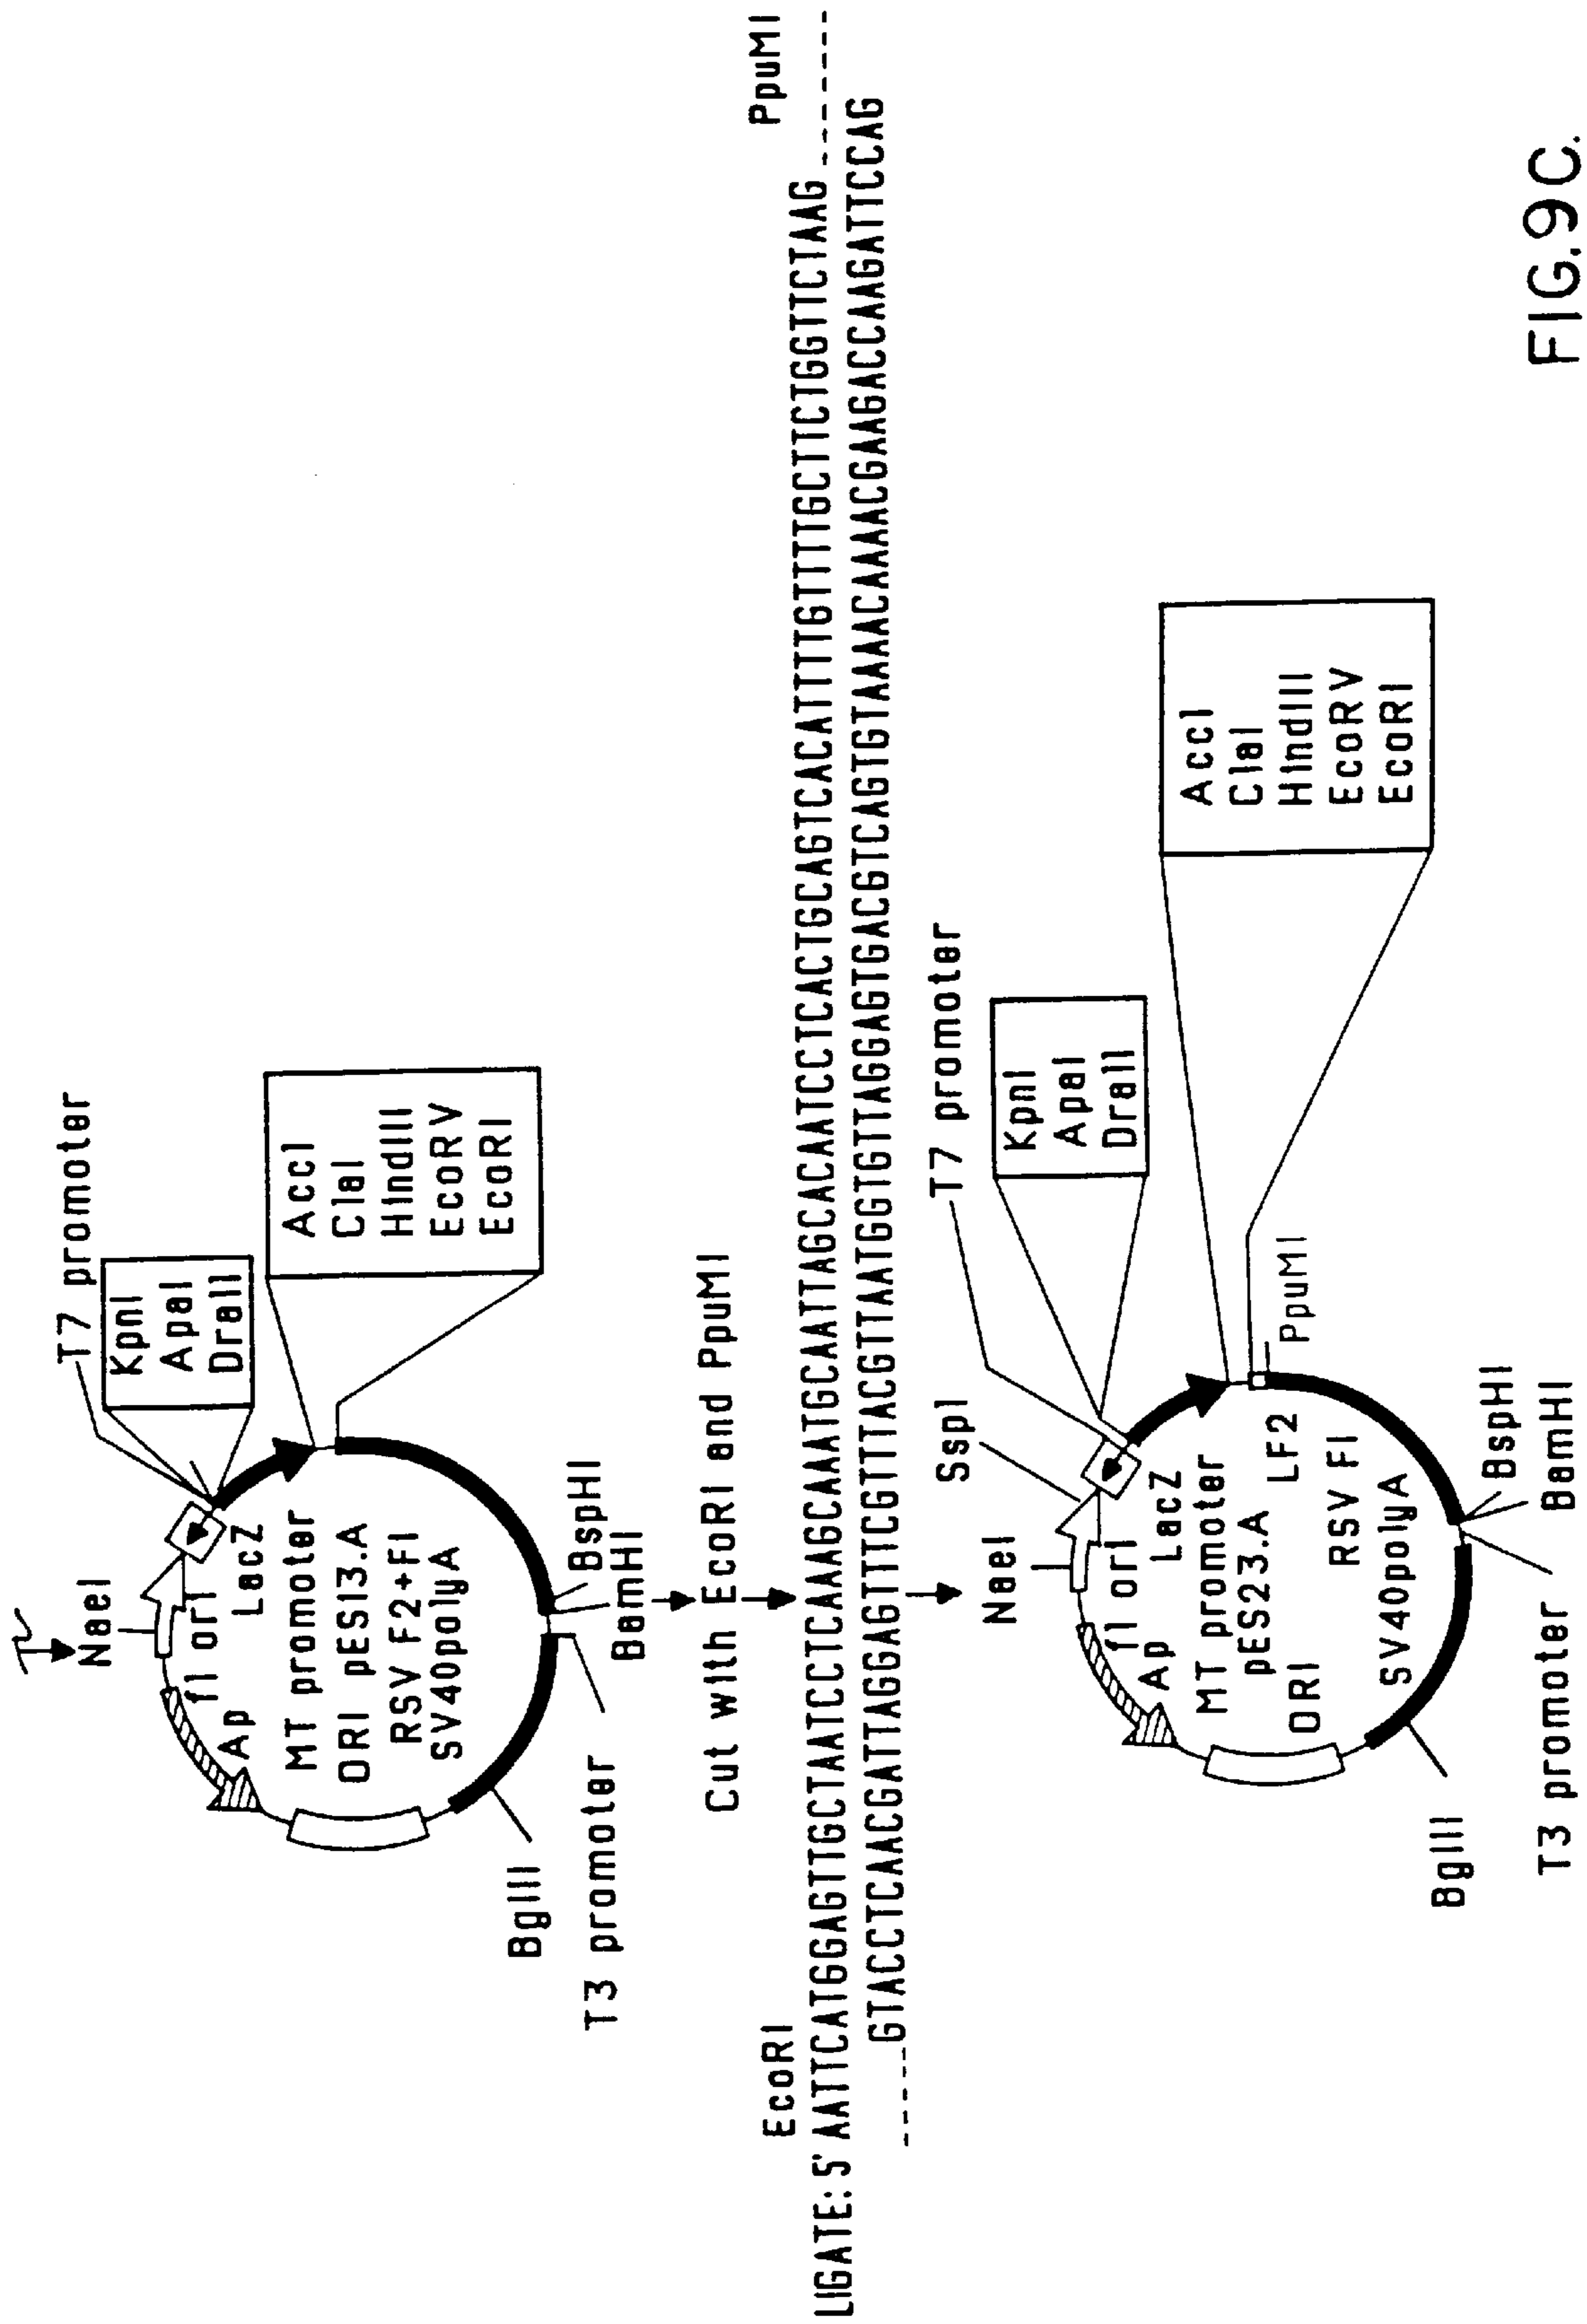 NaeI
T7 promoter
KpnI
ApaI
DraII
f1 ori
LacZ
Ap
MT promoter
ORI pES13.A
RSV F2+F1
SV40polyA
AccI
ClaI
HindIII
EcoRV
EcoRI
BspHI
BamHI
BglII
T3 promoter
Cut with EcoRI and PpuMI
EcoRI PpuMI
LIGATE: 5' AATTCATGGAGTTGCTAATCCTCAAAGCAAATGCAATTAGCACAATCCTCACTGCAGTCACATTTTGTTTTGCTTCTGGTTCTAAG
GTACCTCAACGATTAGGAGTTTCGTTTACGTTAATGGTGTTAGGAGTGACGTCAGTGTAAAACAAAACGAAGACCAAGATTCCAG
NaeI
SspI
T7 promoter
KpnI
ApaI
DraII
f1 ori
LacZ
Ap
MT promoter
pES23.A
LF2
ORI
RSV F1
SV40polyA
PpuMI
AccI
ClaI
HindIII
EcoRV
EcoRI
BspHI
BamHI
BglII
T3 promoter
FIG.9C.